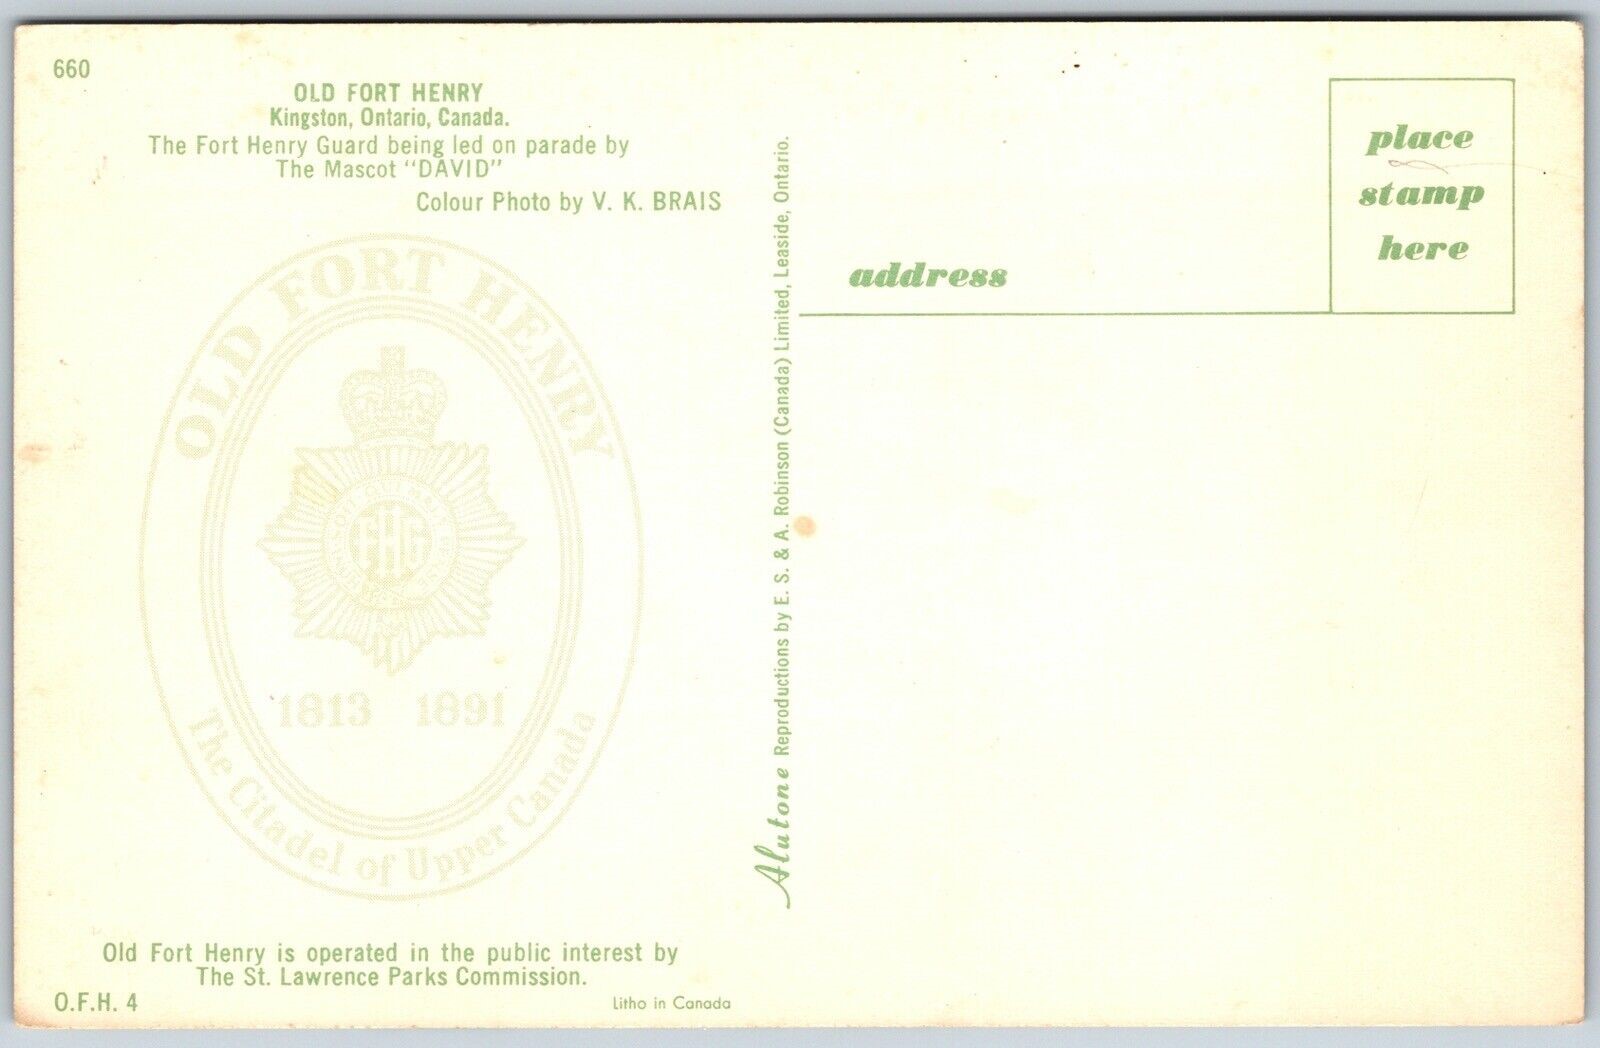 660
OLD FORT HENRY
Kingston, Ontario, Canada.
The Fort Henry Guard being led on parade by
The Mascot "DAVID"
Colour Photo by V. K. BRAIS
OLD FORT HENRY
FHG
1813 1891
The Citadel of Upper Canada
Old Fort Henry is operated in the public interest by
The St. Lawrence Parks Commission.
O.F.H. 4
Litho in Canada
Alutone Reproductions by E. S. & A. Robinson (Canada) Limited, Leaside, Ontario.
address
place
stamp
here